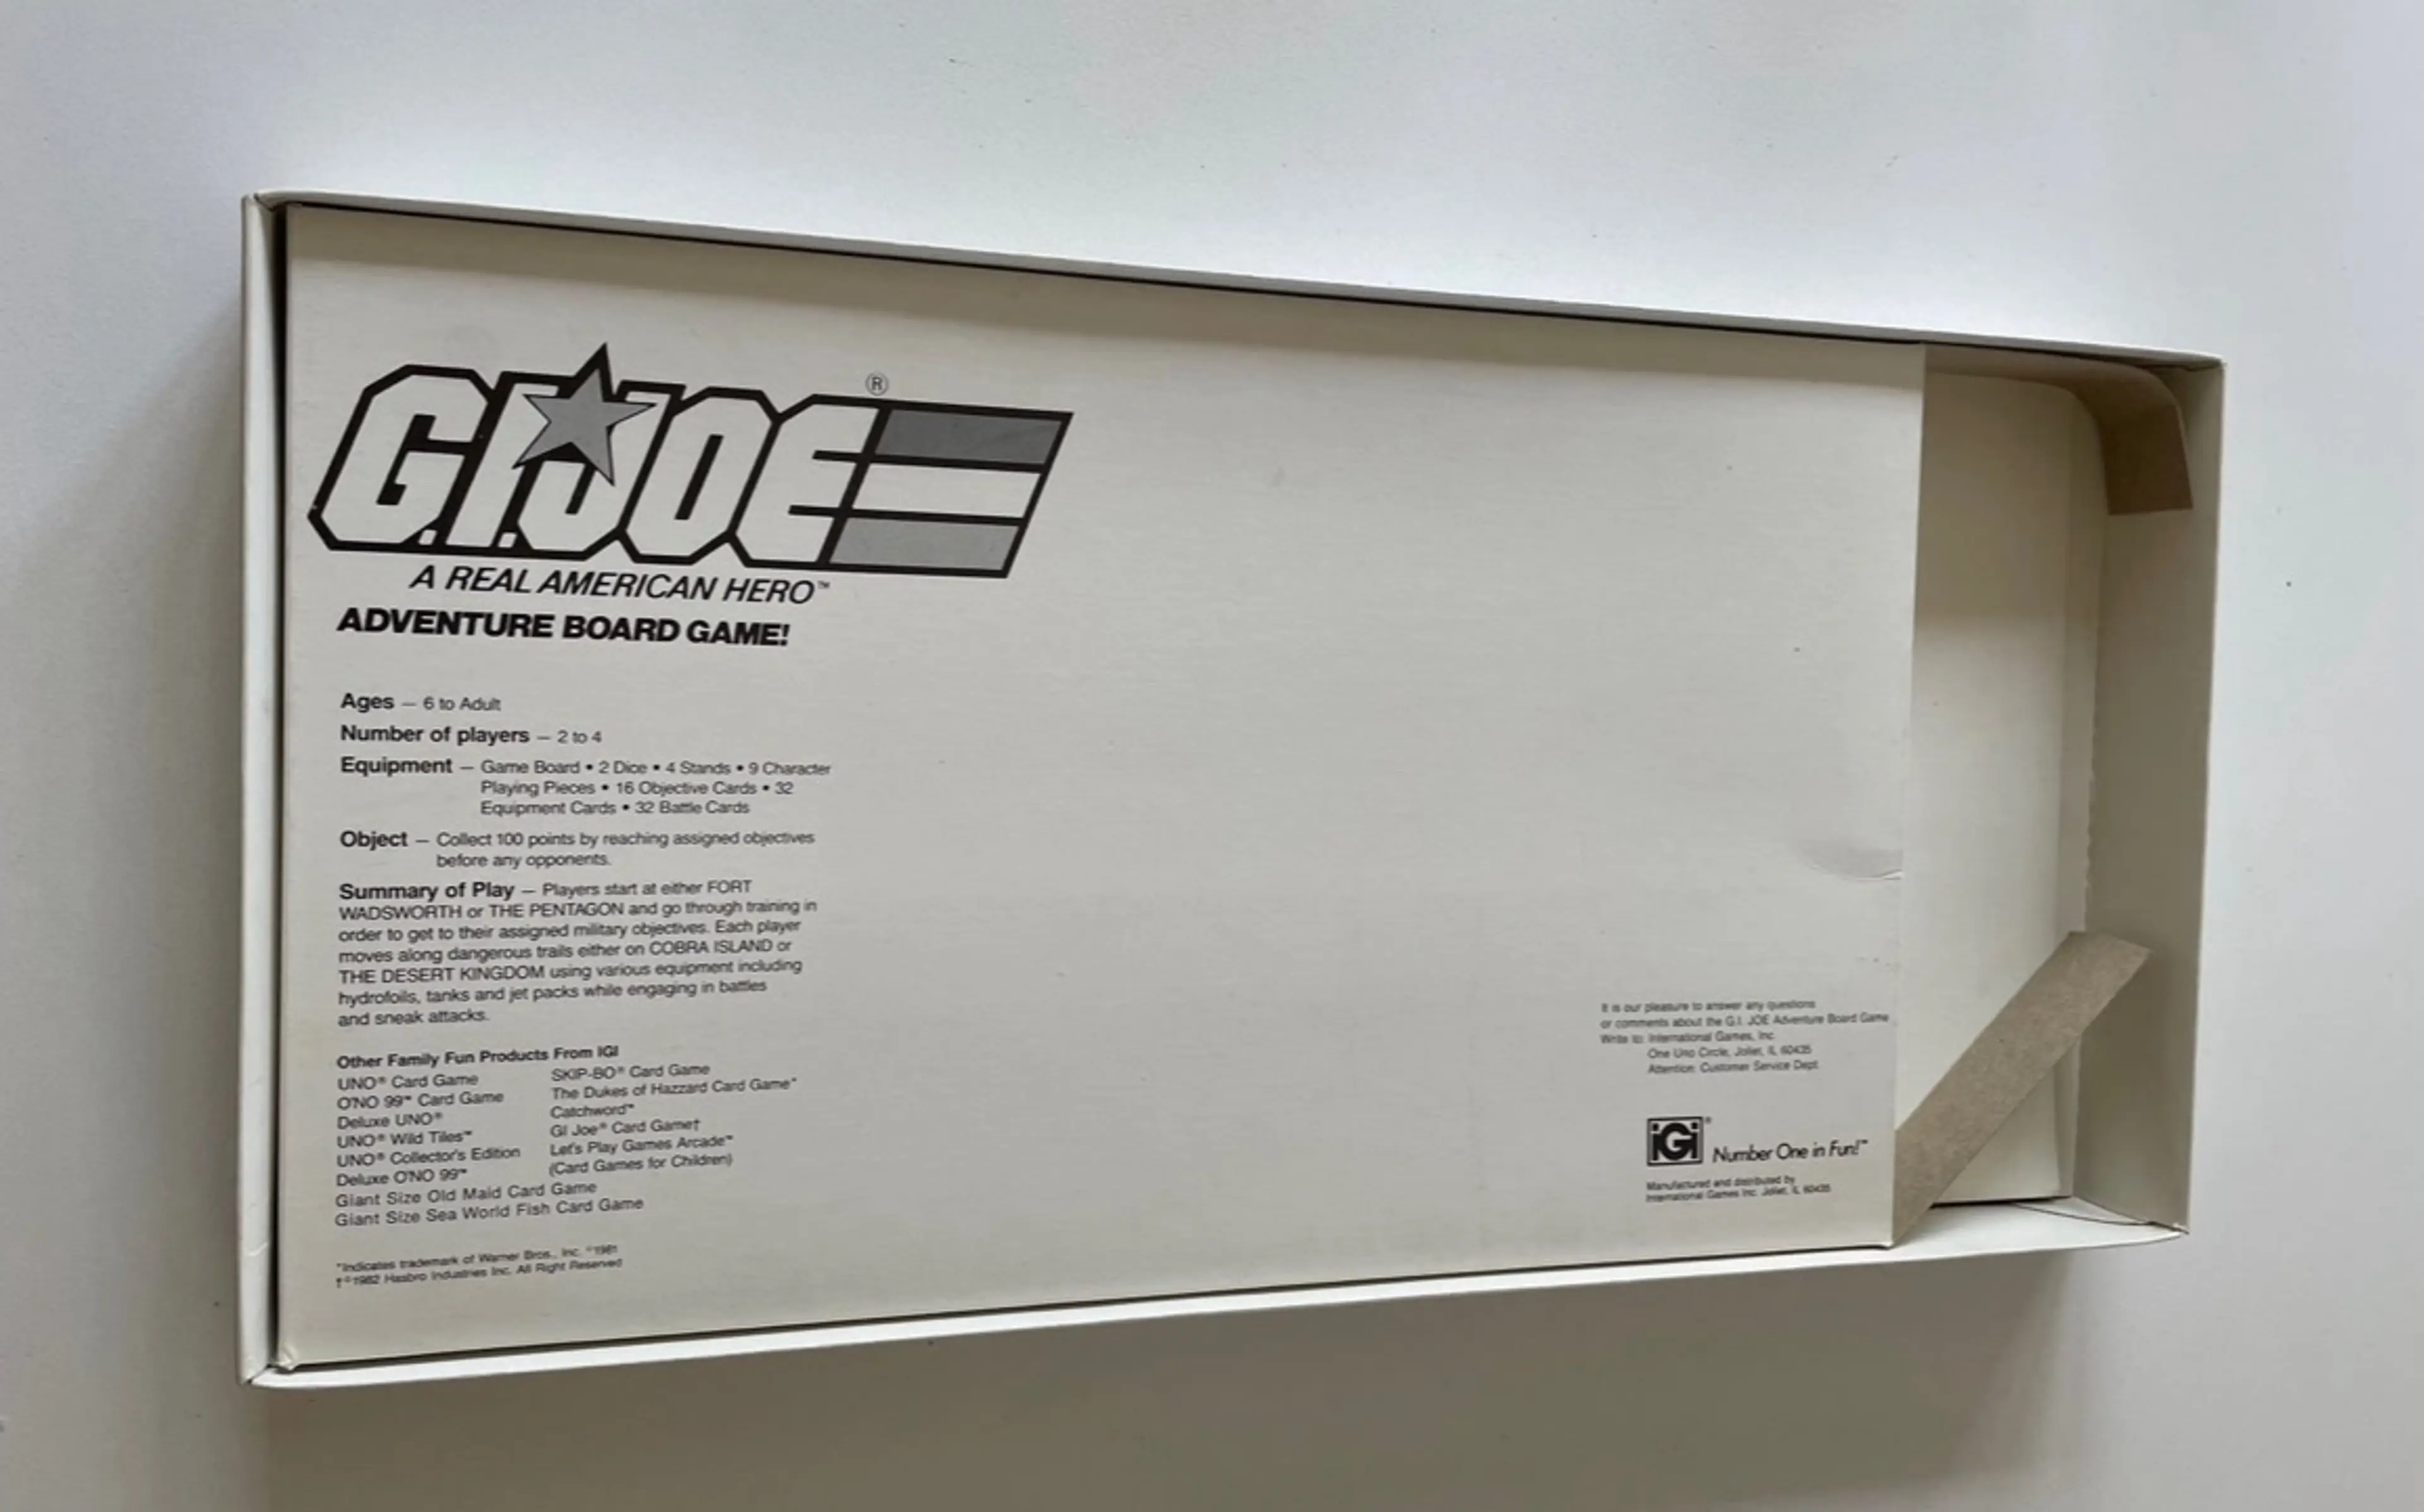 G.I. JOE ®
A REAL AMERICAN HERO™
ADVENTURE BOARD GAME!
Ages — 6 to Adult
Number of players — 2 to 4
Equipment — Game Board • 2 Dice • 4 Stands • 9 Character
Playing Pieces • 16 Objective Cards • 32
Equipment Cards • 32 Battle Cards
Object — Collect 100 points by reaching assigned objectives
before any opponents.
Summary of Play — Players start at either FORT
WADSWORTH or THE PENTAGON and go through training in
order to get to their assigned military objectives. Each player
moves along dangerous trails either on COBRA ISLAND or
THE DESERT KINGDOM using various equipment including
hydrofoils, tanks and jet packs while engaging in battles
and sneak attacks.
Other Family Fun Products From IGI
UNO® Card Game
O'NO 99™ Card Game
Deluxe UNO®
UNO® Wild Tiles™
UNO® Collector's Edition
Deluxe O'NO 99™
Giant Size Old Maid Card Game
Giant Size Sea World Fish Card Game
SKIP-BO® Card Game
The Dukes of Hazzard Card Game*
Catchword™
GI Joe® Card Game†
Let's Play Games Arcade™
(Card Games for Children)
*Indicates trademark of Warner Bros., Inc. ©1981
†©1982 Hasbro Industries Inc. All Right Reserved
It is our pleasure to answer any questions
or comments about the G.I. JOE Adventure Board Game
Write to: International Games, Inc.
One Uno Circle, Joliet, IL 60435
Attention: Customer Service Dept.
iGi®
Number One in Fun!™
Manufactured and distributed by
International Games Inc. Joliet, IL 60435